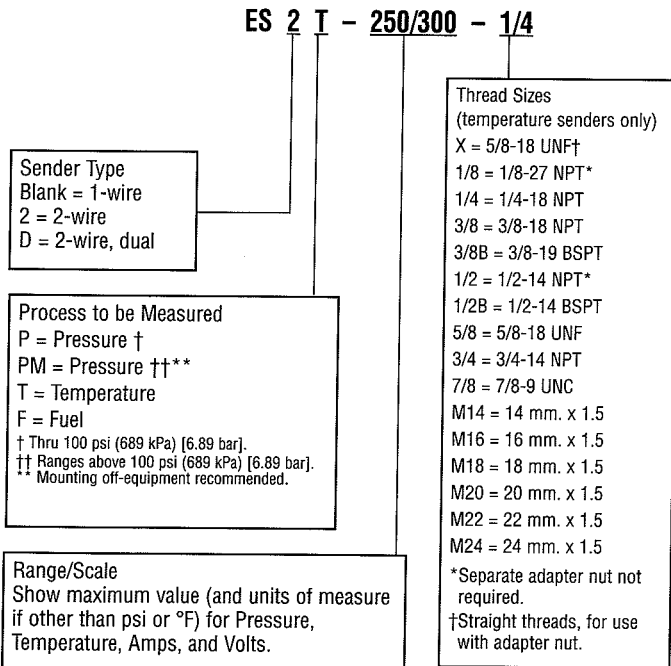 ES 2 T – 250/300 – 1/4
Sender Type
Blank = 1-wire
2 = 2-wire
D = 2-wire, dual
Process to be Measured
P = Pressure †
PM = Pressure ††**
T = Temperature
F = Fuel
† Thru 100 psi (689 kPa) [6.89 bar].
†† Ranges above 100 psi (689 kPa) [6.89 bar].
** Mounting off-equipment recommended.
Range/Scale
Show maximum value (and units of measure
if other than psi or °F) for Pressure,
Temperature, Amps, and Volts.
Thread Sizes
(temperature senders only)
X = 5/8-18 UNF†
1/8 = 1/8-27 NPT*
1/4 = 1/4-18 NPT
3/8 = 3/8-18 NPT
3/8B = 3/8-19 BSPT
1/2 = 1/2-14 NPT*
1/2B = 1/2-14 BSPT
5/8 = 5/8-18 UNF
3/4 = 3/4-14 NPT
7/8 = 7/8-9 UNC
M14 = 14 mm. x 1.5
M16 = 16 mm. x 1.5
M18 = 18 mm. x 1.5
M20 = 20 mm. x 1.5
M22 = 22 mm. x 1.5
M24 = 24 mm. x 1.5
*Separate adapter nut not
required.
†Straight threads, for use
with adapter nut.